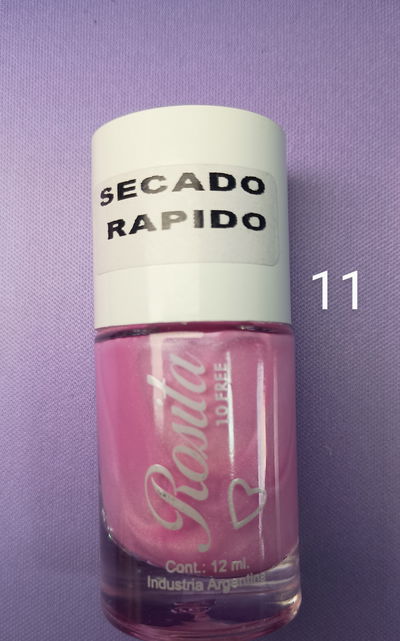 SECADO
RAPIDO
11
Rosita
10 FREE
Cont.: 12 ml.
Industria Argentina